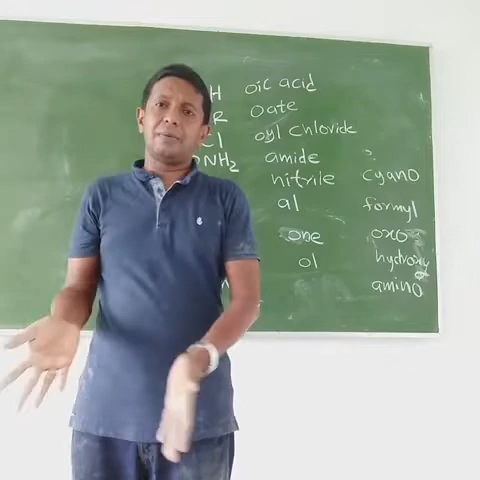 H oic acid
R oate
Cl oyl chloride
NH₂ amide ?
nitrile cyano
al formyl
one oxo
ol hydroxy
amino